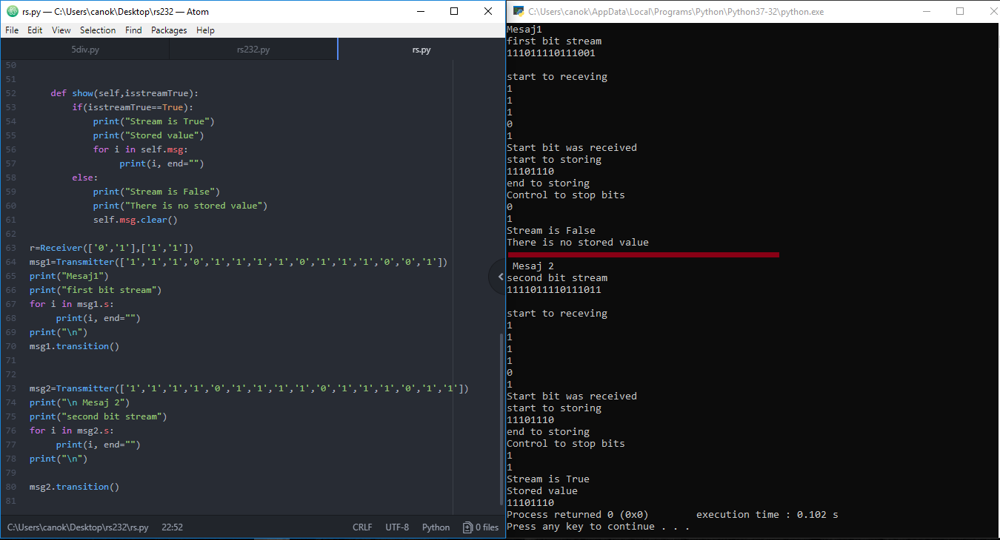 rs.py — C:\Users\canok\Desktop\rs232 — Atom
File Edit View Selection Find Packages Help
5div.py rs232.py rs.py
50
51
52 def show(self,isstreamTrue):
53 if(isstreamTrue==True):
54 print("Stream is True")
55 print("Stored value")
56 for i in self.msg:
57 print(i, end="")
58 else:
59 print("Stream is False")
60 print("There is no stored value")
61 self.msg.clear()
62
63 r=Receiver(['0','1'],['1','1'])
64 msg1=Transmitter(['1','1','1','0','1','1','1','1','0','1','1','1','0','0','1'])
65 print("Mesaj1")
66 print("first bit stream")
67 for i in msg1.s:
68 print(i, end="")
69 print("\n")
70 msg1.transition()
71
72
73 msg2=Transmitter(['1','1','1','1','0','1','1','1','1','0','1','1','1','0','1','1'])
74 print("\n Mesaj 2")
75 print("second bit stream")
76 for i in msg2.s:
77 print(i, end="")
78 print("\n")
79
80 msg2.transition()
81
C:\Users\canok\Desktop\rs232\rs.py 22:52 CRLF UTF-8 Python 0 files
C:\Users\canok\AppData\Local\Programs\Python\Python37-32\python.exe
Mesaj1
first bit stream
111011110111001
start to receving
1
1
1
0
1
Start bit was received
start to storing
11101110
end to storing
Control to stop bits
0
1
Stream is False
There is no stored value
Mesaj 2
second bit stream
1111011110111011
start to receving
1
1
1
1
0
1
Start bit was received
start to storing
11101110
end to storing
Control to stop bits
1
1
Stream is True
Stored value
11101110
Process returned 0 (0x0) execution time : 0.102 s
Press any key to continue . . .